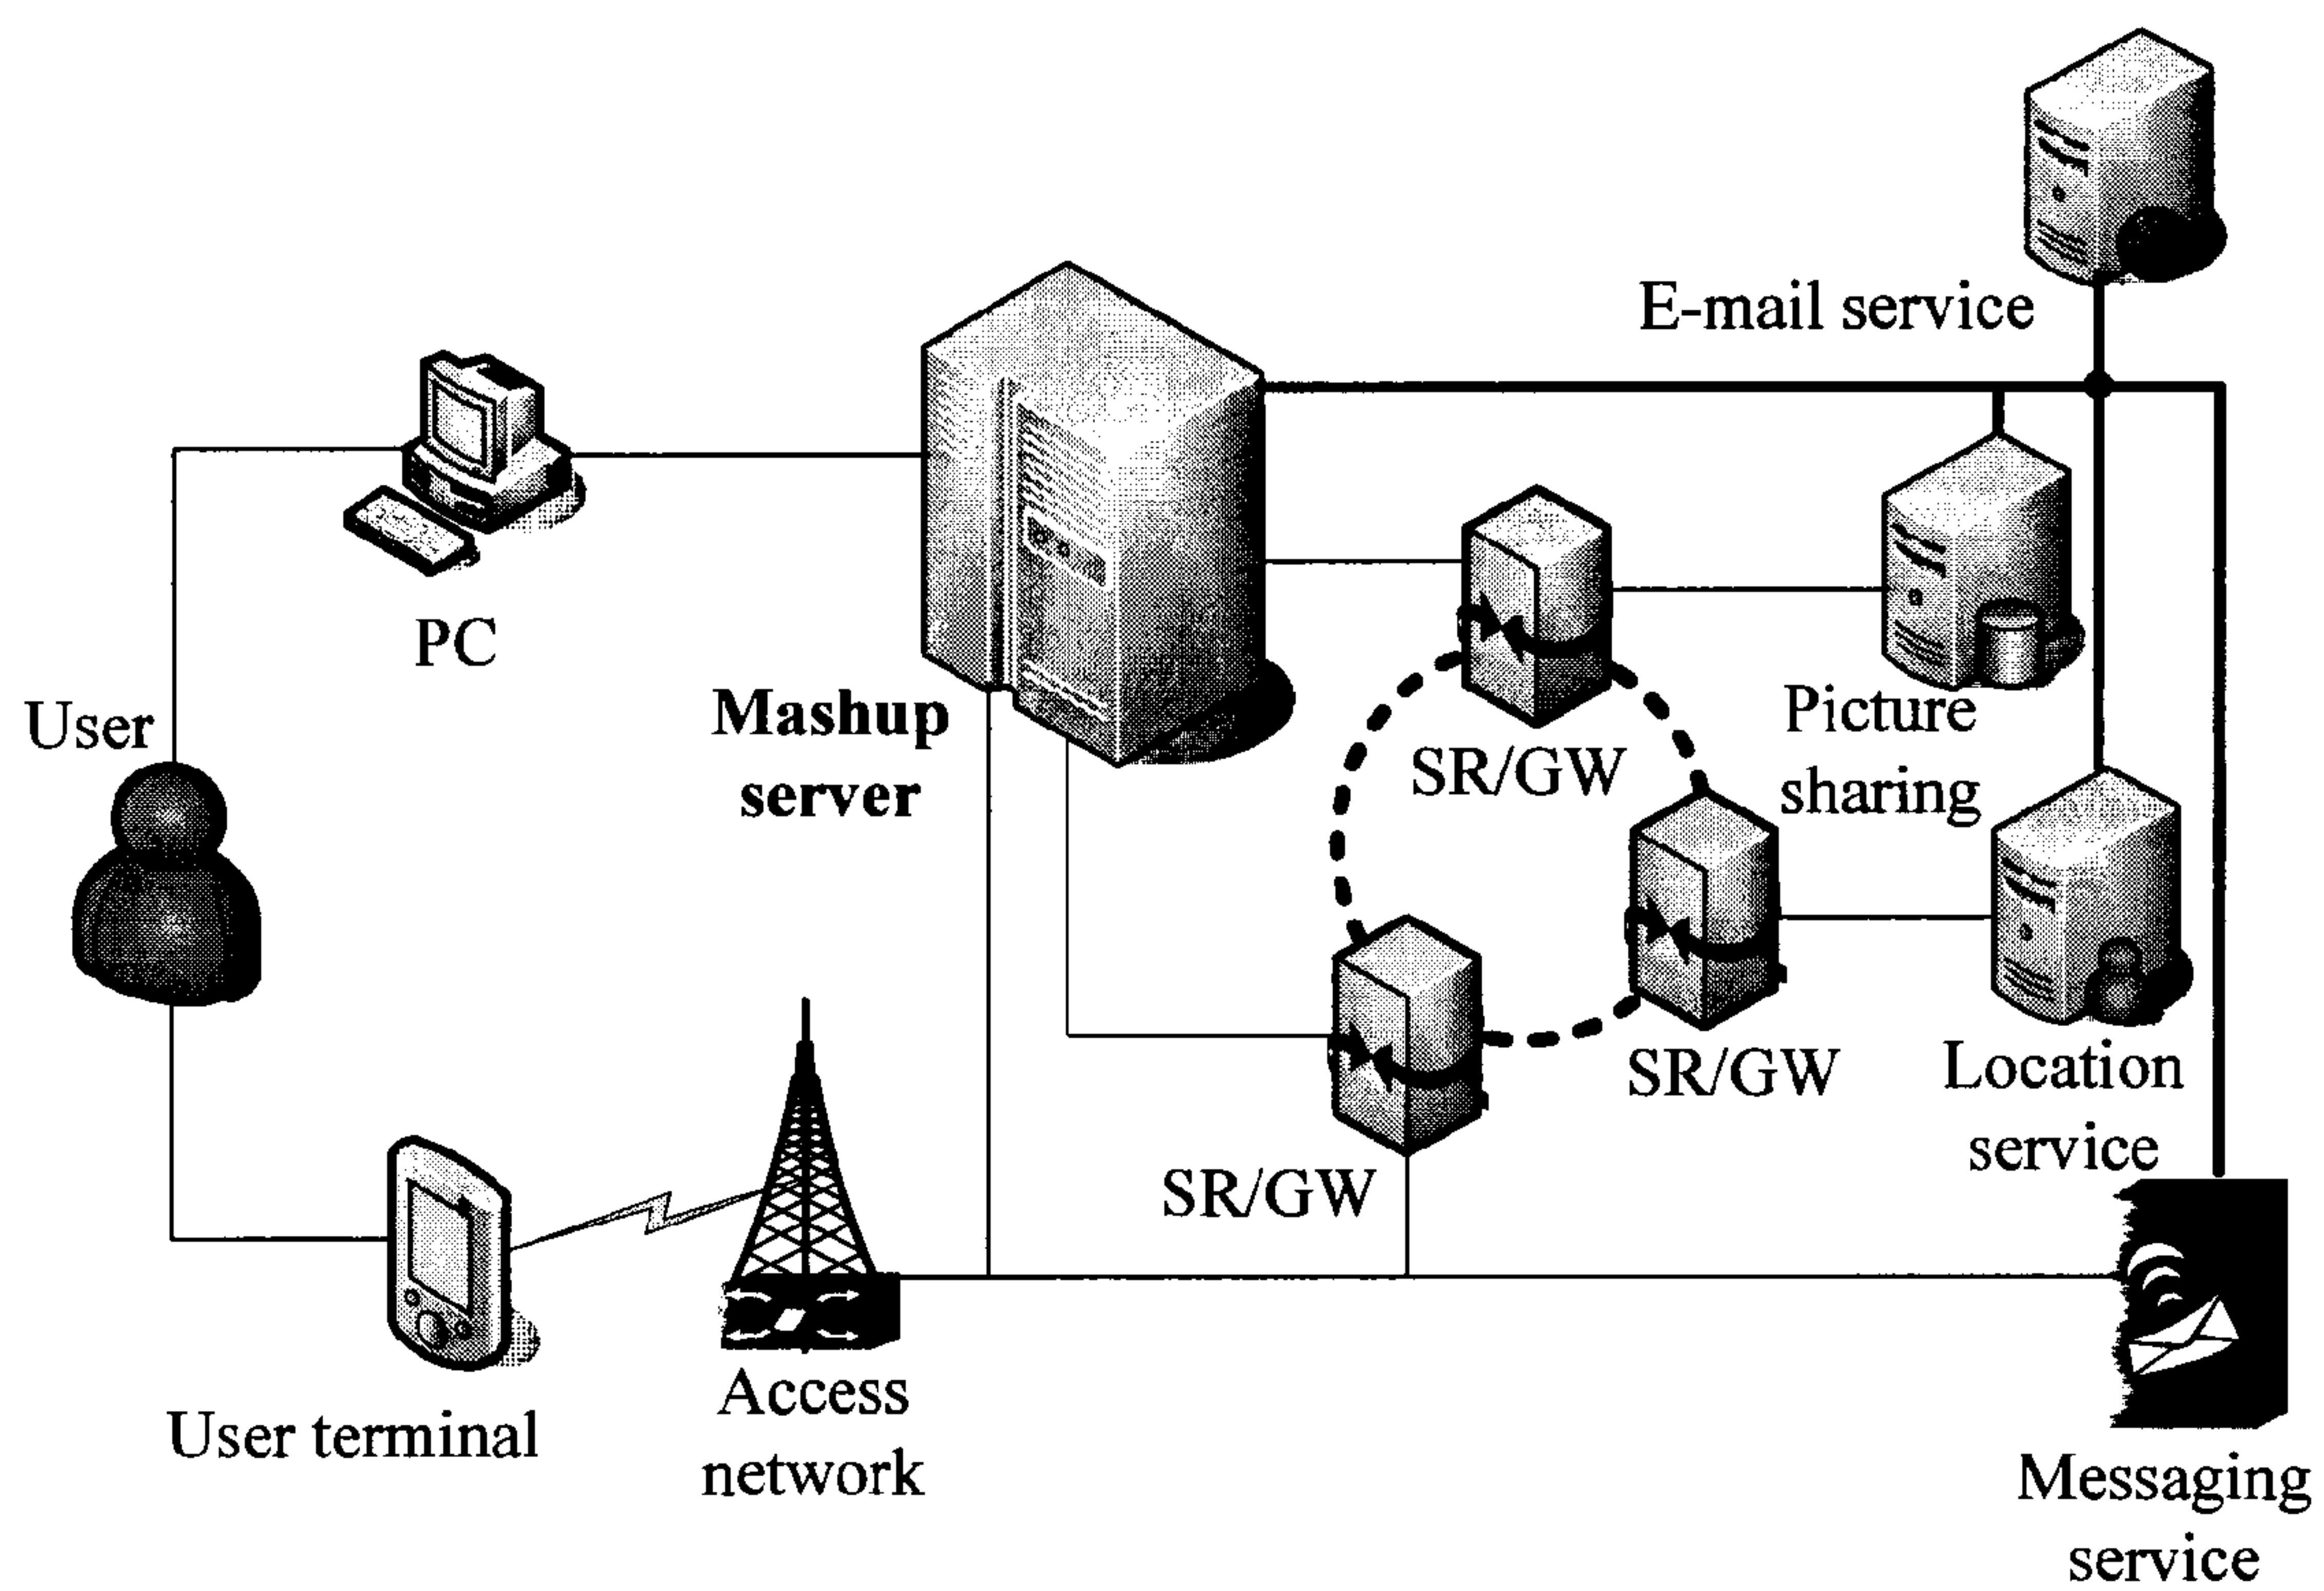 E-mail service
PC
User
Mashup
server
SR/GW
Picture
sharing
SR/GW
Location
service
SR/GW
User terminal
Access
network
Messaging
service